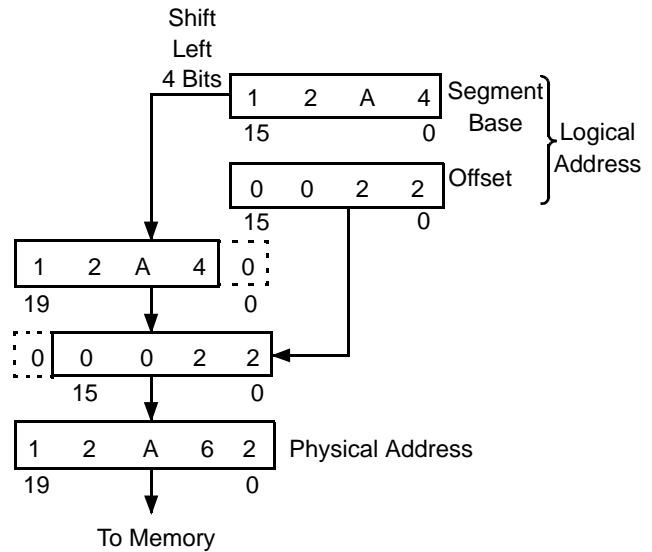 Shift
Left
4 Bits
1 2 A 4
Segment
Base
15 0
Logical
Address
0 0 2 2
Offset
15 0
1 2 A 4 0
19 0
0 0 0 2 2
15 0
1 2 A 6 2
Physical Address
19 0
To Memory